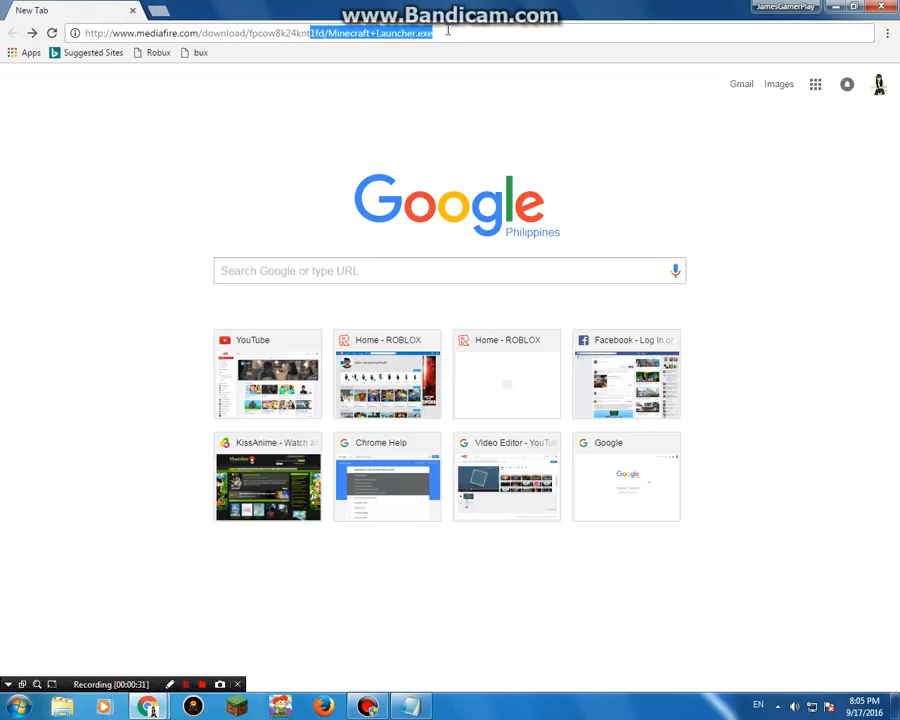 www.Bandicam.com
New Tab
JamesGamerPlay
http://www.mediafire.com/download/fpcow8k24knt1fd/Minecraft+Launcher.exe
Apps Suggested Sites Robux bux
Gmail Images
Google
Philippines
Search Google or type URL
YouTube
Home - ROBLOX
Home - ROBLOX
Facebook - Log In or
KissAnime - Watch an
Chrome Help
Video Editor - YouTub
Google
Recording [00:00:31]
EN
8:05 PM
9/17/2016